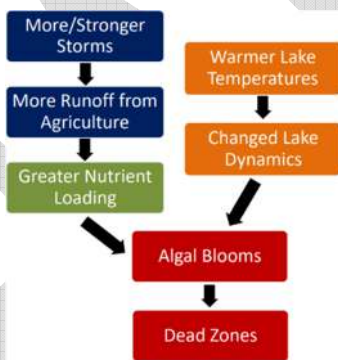 More/Stronger
Storms
More Runoff from
Agriculture
Greater Nutrient
Loading
Warmer Lake
Temperatures
Changed Lake
Dynamics
Algal Blooms
Dead Zones